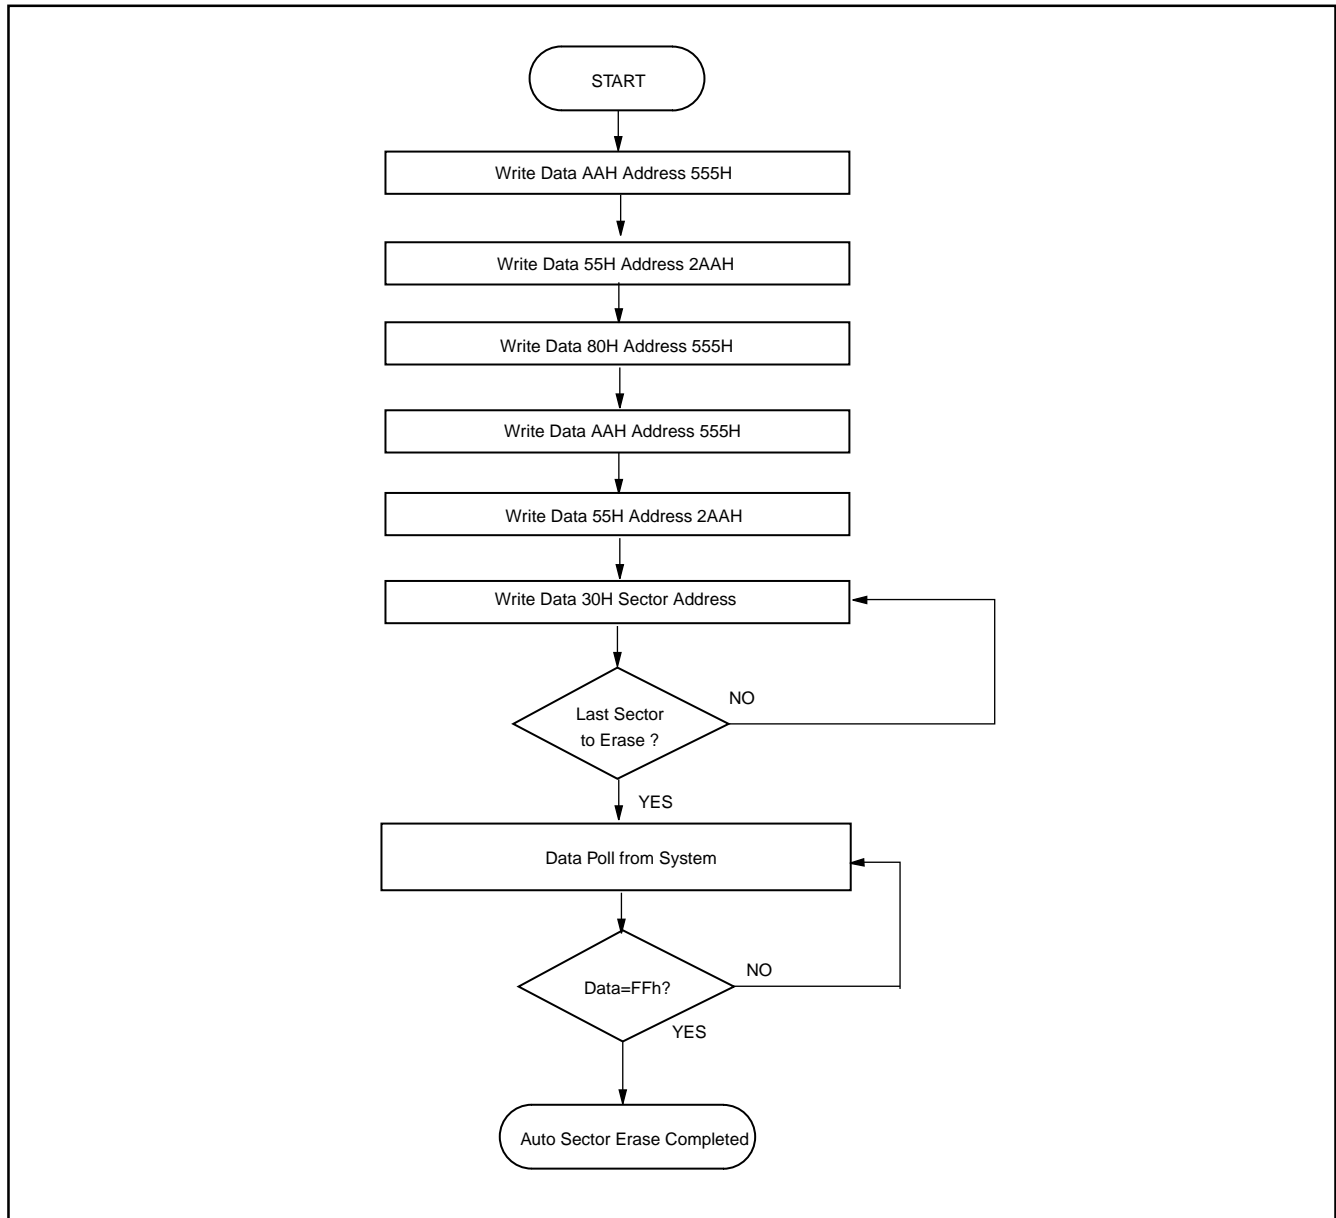 START
Write Data AAH Address 555H
Write Data 55H Address 2AAH
Write Data 80H Address 555H
Write Data AAH Address 555H
Write Data 55H Address 2AAH
Write Data 30H Sector Address
NO
Last Sector
to Erase ?
YES
Data Poll from System
NO
Data=FFh?
YES
Auto Sector Erase Completed